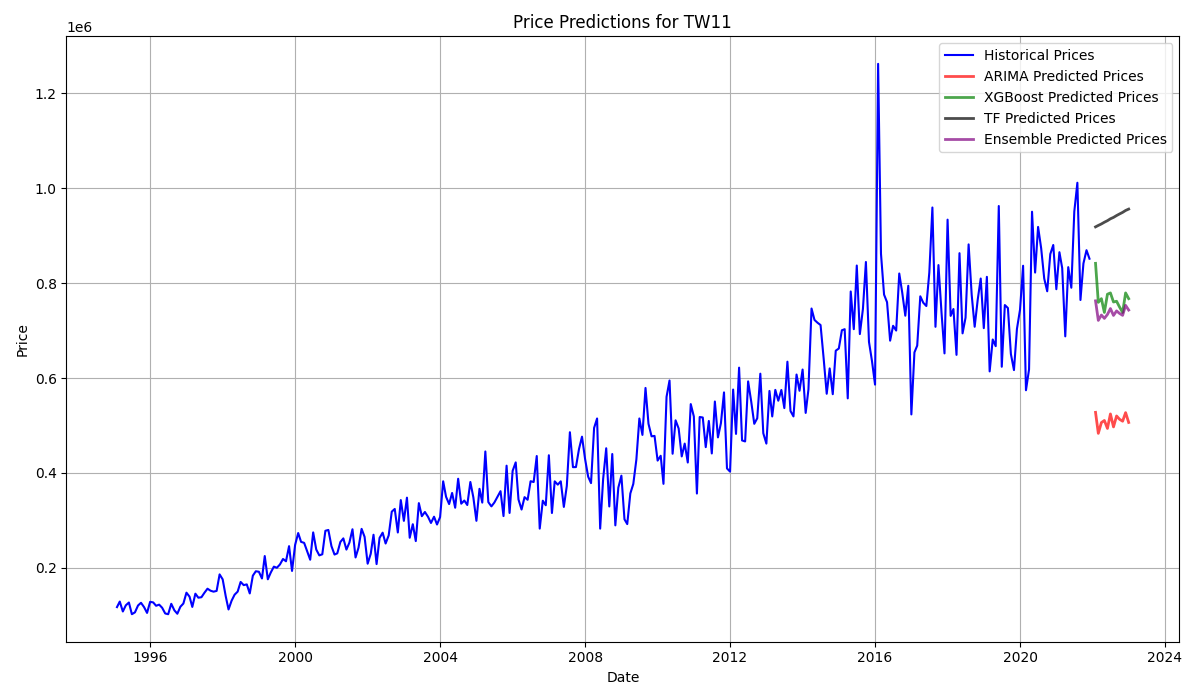 Price Predictions for TW11
1e6
Historical Prices
ARIMA Predicted Prices
XGBoost Predicted Prices
TF Predicted Prices
Ensemble Predicted Prices
1.2
1.0
0.8
0.6
0.4
0.2
Price
1996 2000 2004 2008 2012 2016 2020 2024
Date